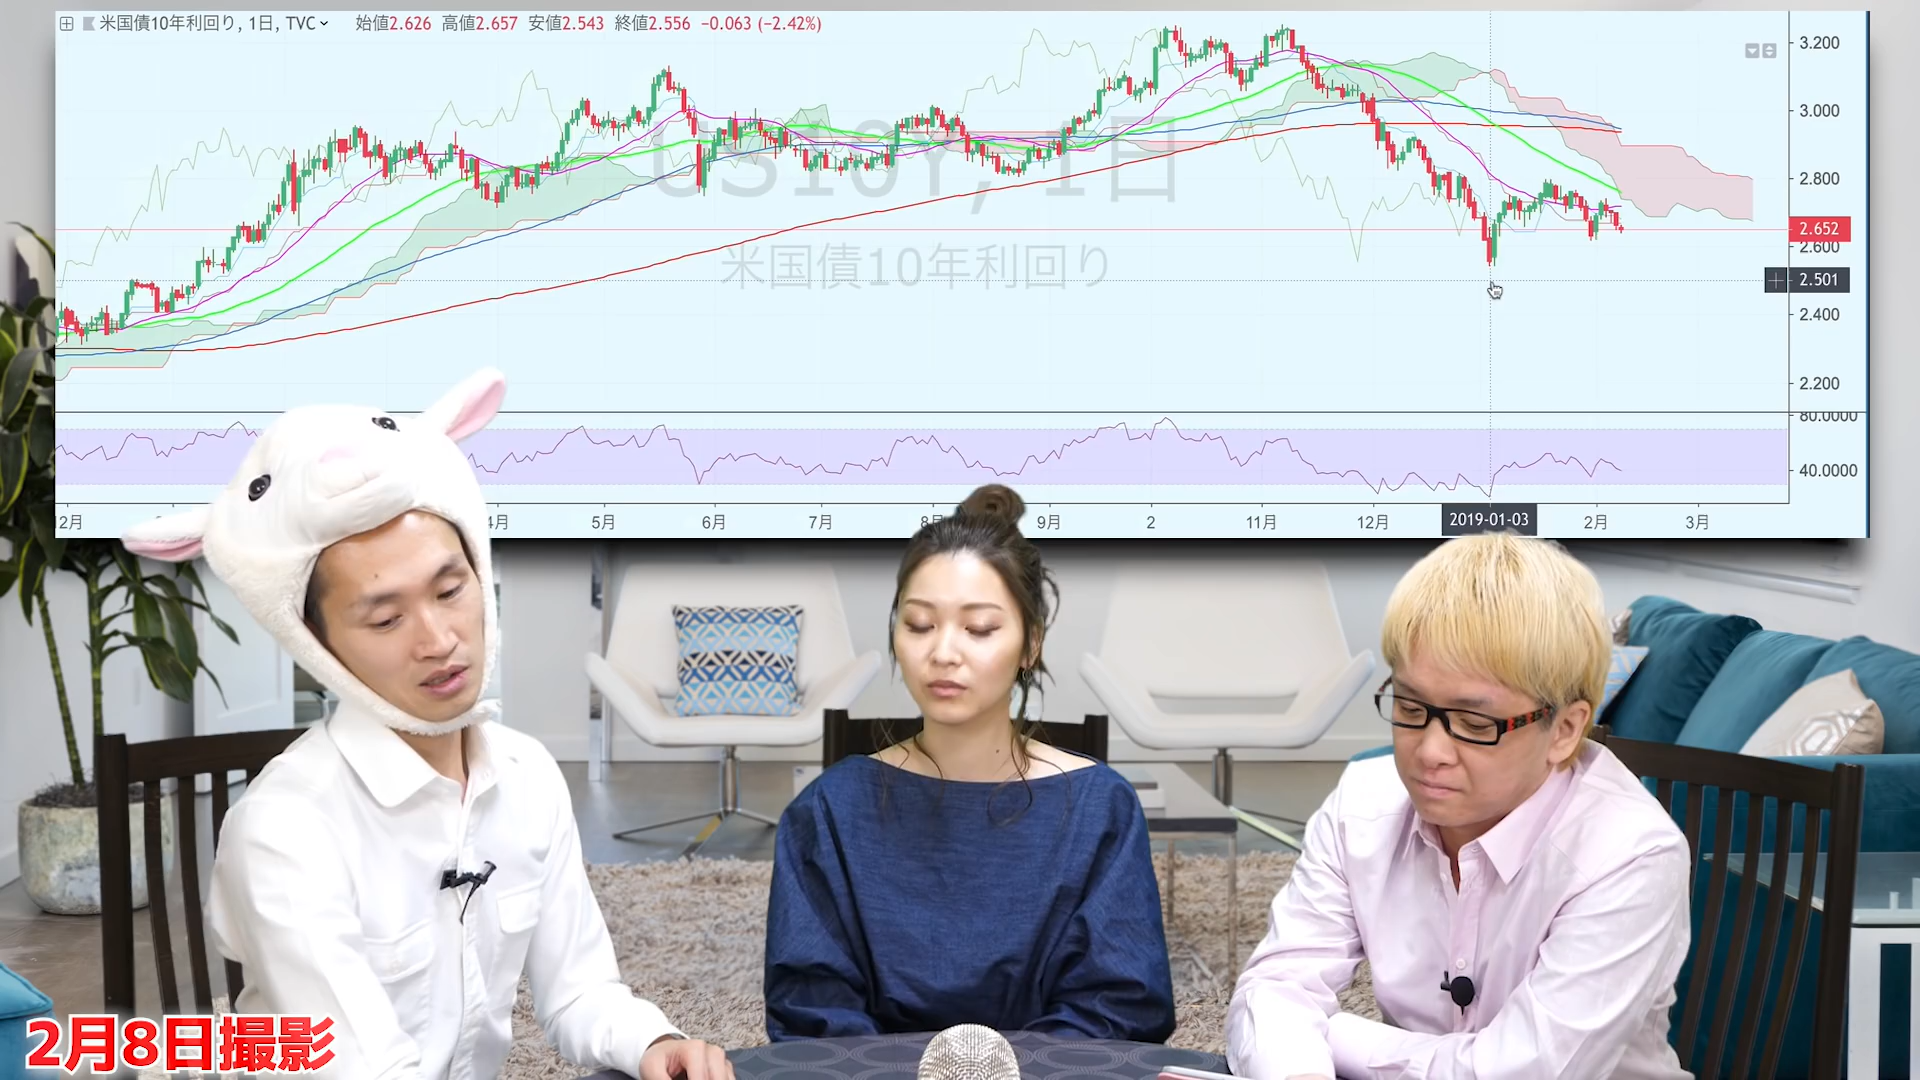 米国債10年利回り, 1日, TVC 始値2.626 高値2.657 安値2.543 終値2.556 −0.063 (−2.42%)
US10Y, 1日
米国債10年利回り
3.200
3.000
2.800
2.652
2.600
2.501
2.400
2.200
80.0000
40.0000
12月 4月 5月 6月 7月 8月 9月 2 11月 12月 2019-01-03 2月 3月
2月8日撮影